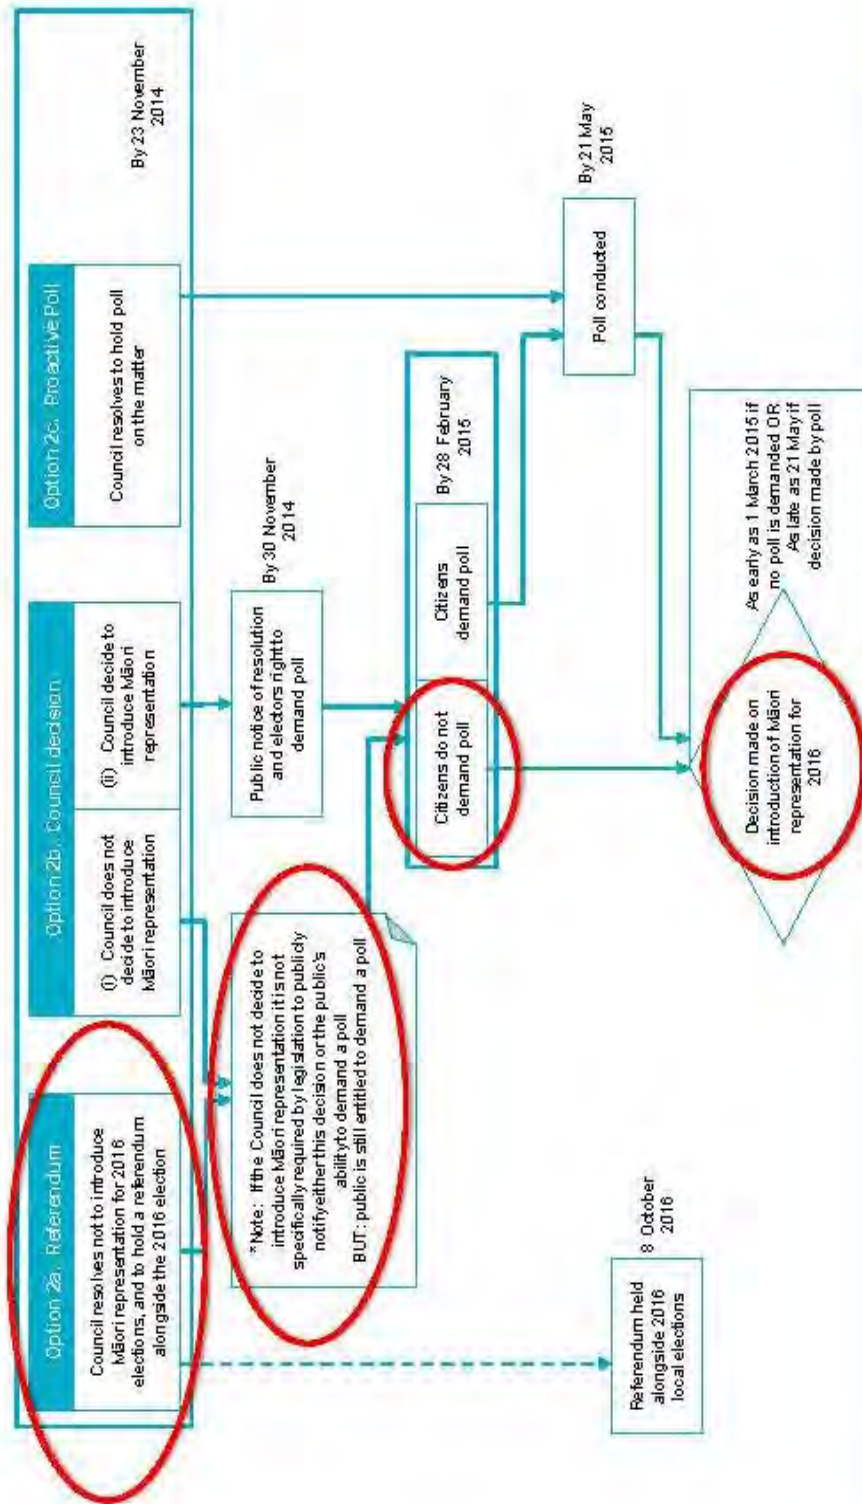 Option 2a. Referendum
Council resolves not to introduce
Māori representation for 2016
elections, and to hold a referendum
alongside the 2016 election
Option 2b. Council decision
(i) Council does not
decide to introduce
Māori representation
(ii) Council decide to
introduce Māori
representation
Option 2c. Proactive Poll
Council resolves to hold poll
on the matter
By 23 November
2014
*Note: If the Council does not decide to
introduce Māori representation it is not
specifically required by legislation to publicly
notify either this decision or the public's
ability to demand a poll
BUT: public is still entitled to demand a poll
Public notice of resolution
and electors right to
demand poll
By 30 November
2014
Citizens do not
demand poll
Citizens
demand poll
By 28 February
2015
Poll conducted
By 21 May
2015
Referendum held
alongside 2016
local elections
8 October
2016
Decision made on
introduction of Māori
representation for
2016
As early as 1 March 2015 if
no poll is demanded OR
As late as 21 May if
decision made by poll